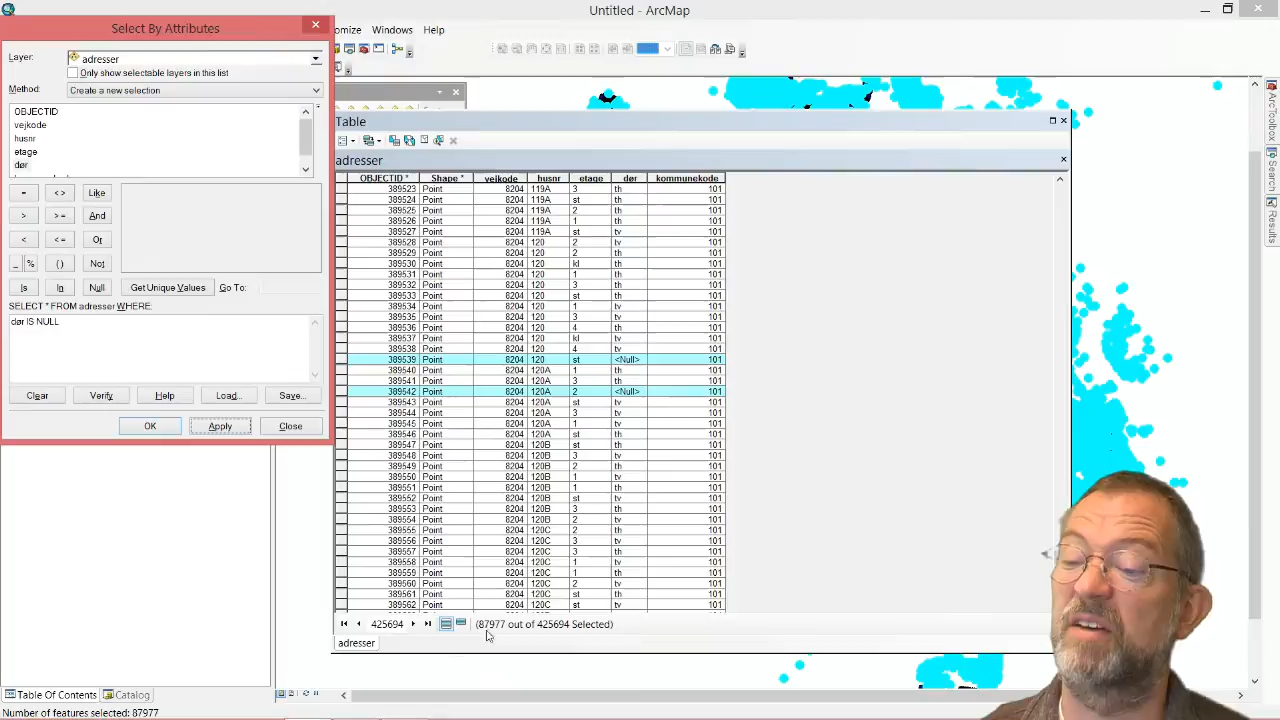 Untitled - ArcMap
Select By Attributes
omize Windows Help
Layer: adresser
Only show selectable layers in this list
Method: Create a new selection
OBJECTID
vejkode
husnr
etage
dør
= < > Like
> > = And
< < = Or
_ % ( ) Not
Is In Null Get Unique Values Go To:
SELECT * FROM adresser WHERE:
dør IS NULL
Clear Verify Help Load... Save...
OK Apply Close
Table
adresser
OBJECTID * Shape * vejkode husnr etage dør kommunekode
389523 Point 8204 119A 3 th 101
389524 Point 8204 119A st th 101
389525 Point 8204 119A 2 th 101
389526 Point 8204 119A 1 th 101
389527 Point 8204 119A st tv 101
389528 Point 8204 120 2 tv 101
389529 Point 8204 120 2 th 101
389530 Point 8204 120 kl th 101
389531 Point 8204 120 1 th 101
389532 Point 8204 120 3 th 101
389533 Point 8204 120 st th 101
389534 Point 8204 120 1 tv 101
389535 Point 8204 120 3 tv 101
389536 Point 8204 120 4 th 101
389537 Point 8204 120 kl tv 101
389538 Point 8204 120 4 tv 101
389539 Point 8204 120 st <Null> 101
389540 Point 8204 120A 1 th 101
389541 Point 8204 120A 3 tv 101
389542 Point 8204 120A 2 <Null> 101
389543 Point 8204 120A st tv 101
389544 Point 8204 120A 3 th 101
389545 Point 8204 120A 1 tv 101
389546 Point 8204 120A st th 101
389547 Point 8204 120B st tv 101
389548 Point 8204 120B 3 tv 101
389549 Point 8204 120B 2 th 101
389550 Point 8204 120B 1 tv 101
389551 Point 8204 120B 1 th 101
389552 Point 8204 120B st th 101
389553 Point 8204 120B 3 th 101
389554 Point 8204 120B 2 tv 101
389555 Point 8204 120C 2 th 101
389556 Point 8204 120C 3 tv 101
389557 Point 8204 120C 3 th 101
389558 Point 8204 120C 1 tv 101
389559 Point 8204 120C 1 th 101
389560 Point 8204 120C 2 tv 101
389561 Point 8204 120C st th 101
389562 Point 8204 120C st tv 101
425694 (87977 out of 425694 Selected)
adresser
Table Of Contents Catalog
Number of features selected: 87977
ArcToolbox
Search
Results